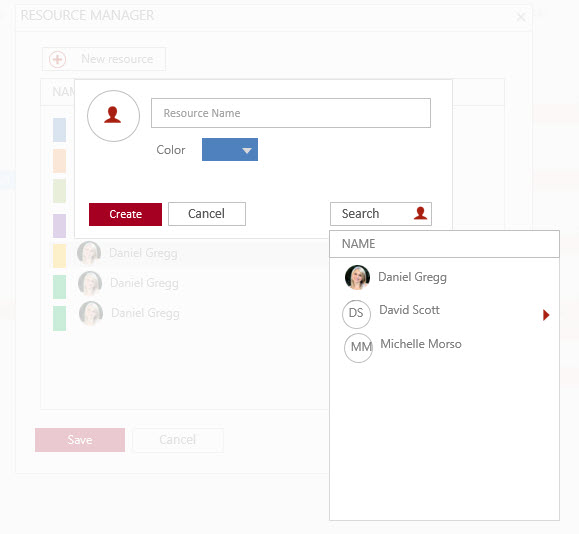 RESOURCE MANAGER
New resource
NA
Resource Name
Color
Create
Cancel
Search
NAME
Daniel Gregg
DS
David Scott
MM
Michelle Morso
Daniel Gregg
Daniel Gregg
Daniel Gregg
Save
Cancel